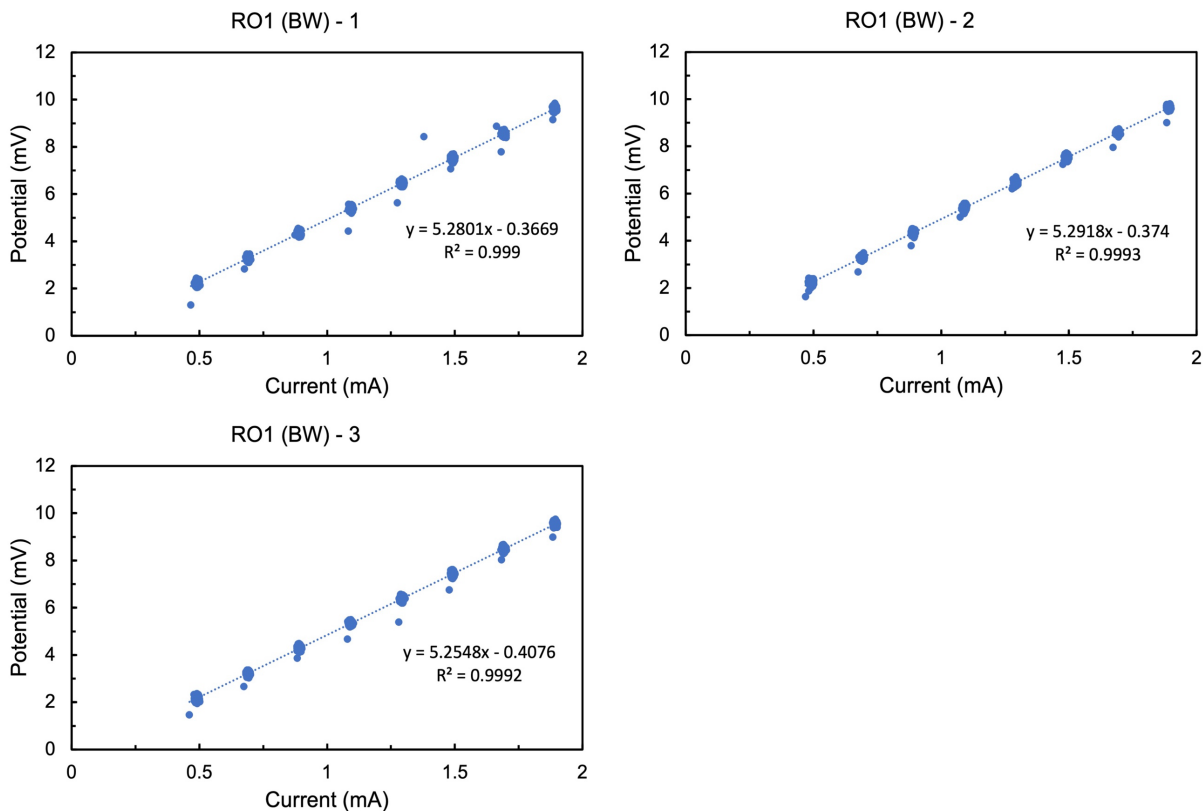 RO1 (BW) - 1
12
10
8
6
4
2
0
Potential (mV)
y = 5.2801x - 0.3669
R² = 0.999
0 0.5 1 1.5 2
Current (mA)
RO1 (BW) - 2
12
10
8
6
4
2
0
Potential (mV)
y = 5.2918x - 0.374
R² = 0.9993
0 0.5 1 1.5 2
Current (mA)
RO1 (BW) - 3
12
10
8
6
4
2
0
Potential (mV)
y = 5.2548x - 0.4076
R² = 0.9992
0 0.5 1 1.5 2
Current (mA)